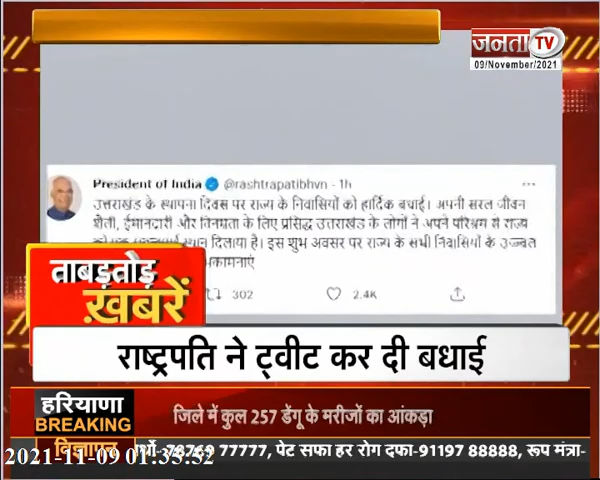 जनता TV
09/November/2021
President of India @rashtrapatibhvn - 1h
उत्तराखंड के स्थापना दिवस पर राज्य के निवासियों को हार्दिक बधाई। अपनी सरल जीवन
शैली, ईमानदारी और विनम्रता के लिए प्रसिद्ध उत्तराखंड के लोगों ने अपने परिश्रम से राज्य
स्थान दिलाया है। इस शुभ अवसर पर राज्य के सभी निवासियों के उज्ज्वल
302 2.4K
ताबड़तोड़
ख़बरें
राष्ट्रपति ने ट्वीट कर दी बधाई
हरियाणा
BREAKING
जिले में कुल 257 डेंगू के मरीजों का आंकड़ा
विज्ञापन
78769 77777, पेट सफा हर रोग दफा-91197 88888, रूप मंत्रा-
2021-11-09 01:35:52